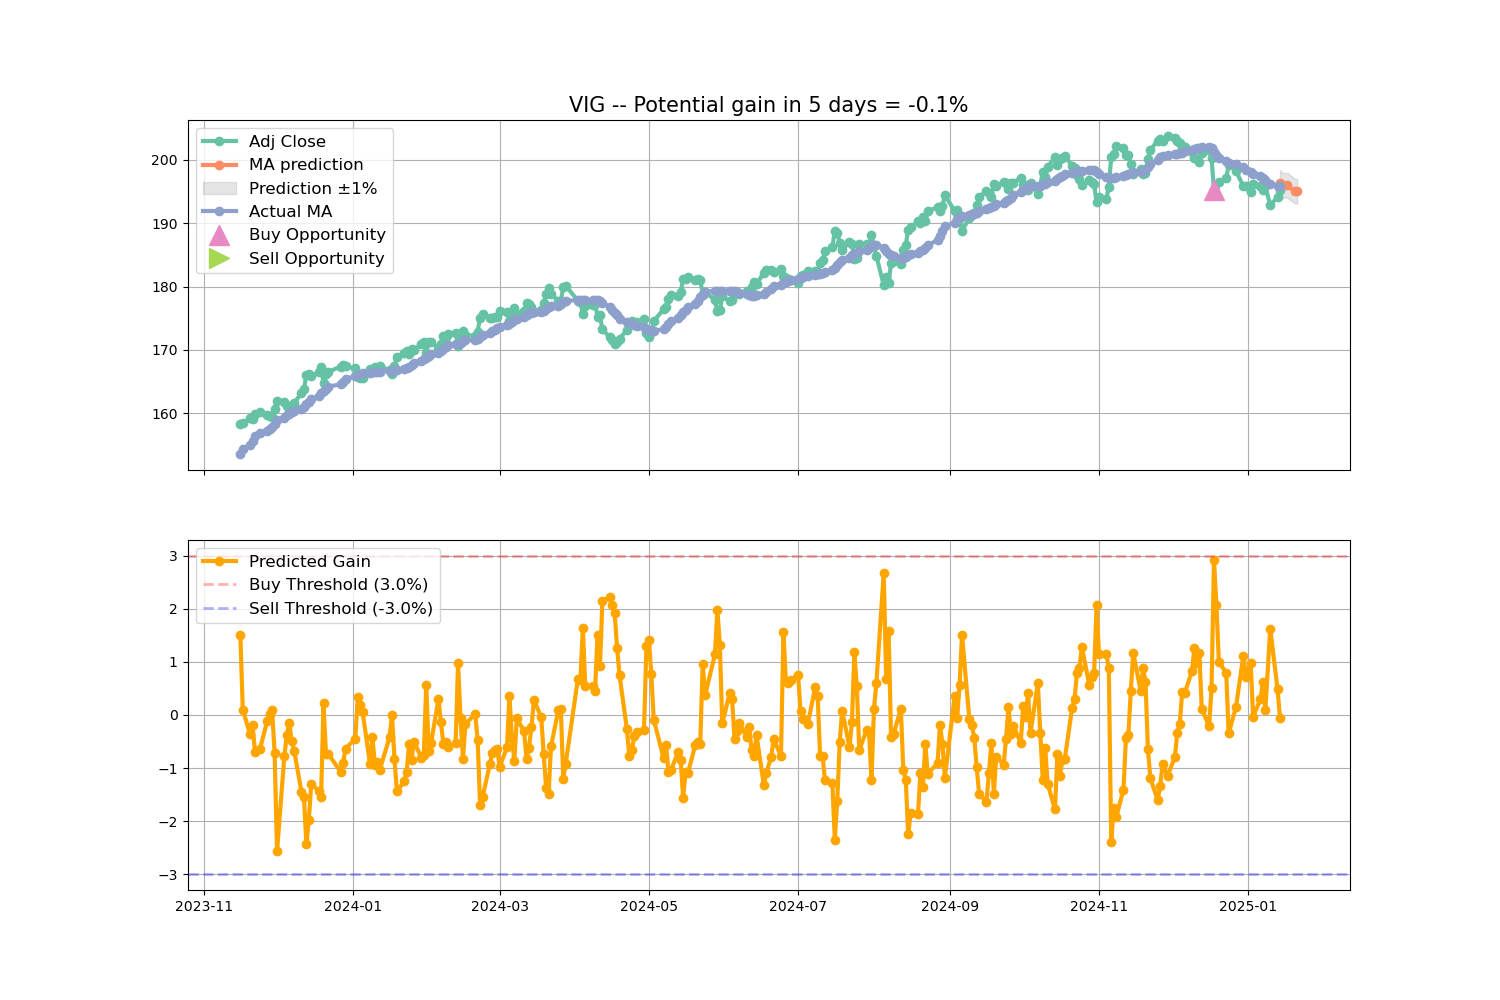 VIG -- Potential gain in 5 days = -0.1%
Adj Close
MA prediction
Prediction ±1%
Actual MA
Buy Opportunity
Sell Opportunity
200
190
180
170
160
Predicted Gain
Buy Threshold (3.0%)
Sell Threshold (-3.0%)
3
2
1
0
−1
−2
−3
2023-11 2024-01 2024-03 2024-05 2024-07 2024-09 2024-11 2025-01